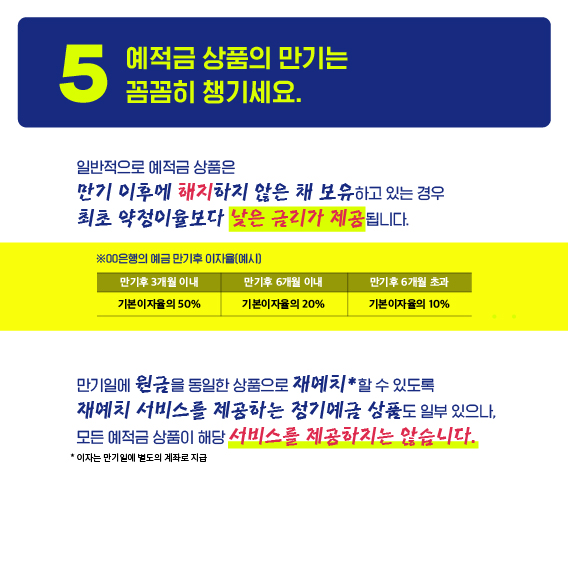 5
예적금 상품의 만기는
꼼꼼히 챙기세요.
일반적으로 예적금 상품은
만기 이후에 해지하지 않은 채 보유하고 있는 경우
최초 약정이율보다 낮은 금리가 제공됩니다.
※00은행의 예금 만기후 이자율(예시)
만기후 3개월 이내 만기후 6개월 이내 만기후 6개월 초과
기본이자율의 50% 기본이자율의 20% 기본이자율의 10%
만기일에 원금을 동일한 상품으로 재예치*할 수 있도록
재예치 서비스를 제공하는 정기예금 상품도 일부 있으나,
모든 예적금 상품이 해당 서비스를 제공하지는 않습니다.
* 이자는 만기일에 별도의 계좌로 지급